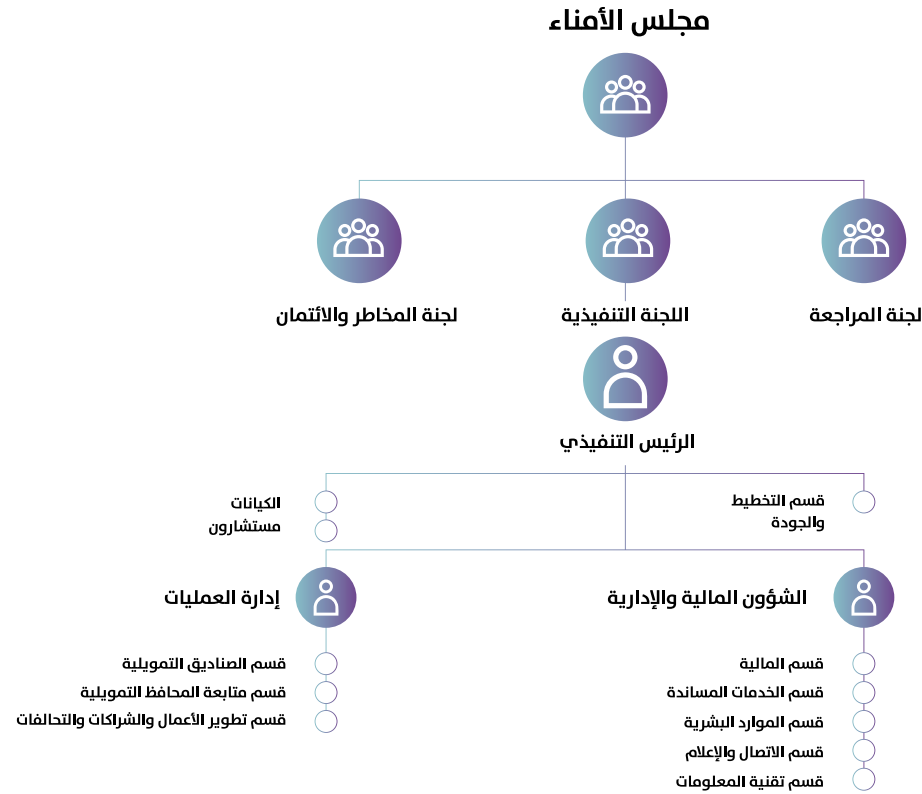 مجلس الأمناء
لجنة المراجعة
اللجنة التنفيذية
لجنة المخاطر والائتمان
الرئيس التنفيذي
قسم التخطيط
والجودة
الكيانات
مستشارون
الشؤون المالية والإدارية
إدارة العمليات
قسم المالية
قسم الخدمات المساندة
قسم الموارد البشرية
قسم الاتصال والإعلام
قسم تقنية المعلومات
قسم الصناديق التمويلية
قسم متابعة المحافظ التمويلية
قسم تطوير الأعمال والشراكات والتحالفات